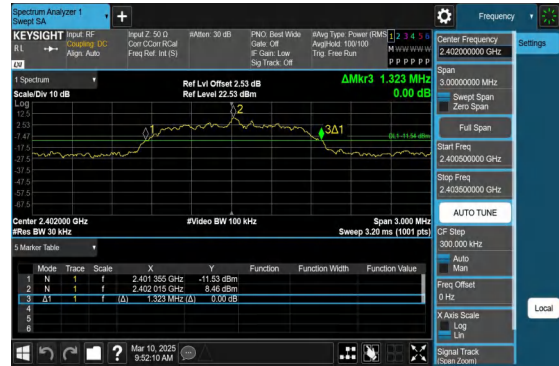 Spectrum Analyzer 1
Swept SA
+
Frequency
KEYSIGHT
RL
Input: RF
Coupling: DC
Align: Auto
Input Z: 50 Ω
Corr CCorr RCal
Freq Ref: Int (S)
#Atten: 30 dB
PNO: Best Wide
Gate: Off
IF Gain: Low
Sig Track: Off
#Avg Type: Power (RMS
Avg|Hold: 100/100
Trig: Free Run
1 2 3 4 5 6
M W W W W W
P P P P P P
LXI
1 Spectrum
Scale/Div 10 dB
Ref Lvl Offset 2.53 dB
Ref Level 22.53 dBm
ΔMkr3 1.323 MHz
0.00 dB
Log
12.5
2.53
-7.47
-17.5
-27.5
-37.5
-47.5
-57.5
-67.5
1
2
3Δ1
DL1 -11.54 dBm
Center 2.402000 GHz
#Res BW 30 kHz
#Video BW 100 kHz
Span 3.000 MHz
Sweep 3.20 ms (1001 pts)
5 Marker Table
Mode Trace Scale X Y Function Function Width Function Value
1 N 1 f 2.401 355 GHz -11.53 dBm
2 N 1 f 2.402 015 GHz 8.46 dBm
3 Δ1 1 f (Δ) 1.323 MHz (Δ) 0.00 dB
4
5
6
?
Mar 10, 2025
9:52:10 AM
Center Frequency
2.402000000 GHz
Span
3.00000000 MHz
Swept Span
Zero Span
Full Span
Start Freq
2.400500000 GHz
Stop Freq
2.403500000 GHz
AUTO TUNE
CF Step
300.000 kHz
Auto
Man
Freq Offset
0 Hz
X Axis Scale
Log
Lin
Signal Track
(Span Zoom)
Settings
Local